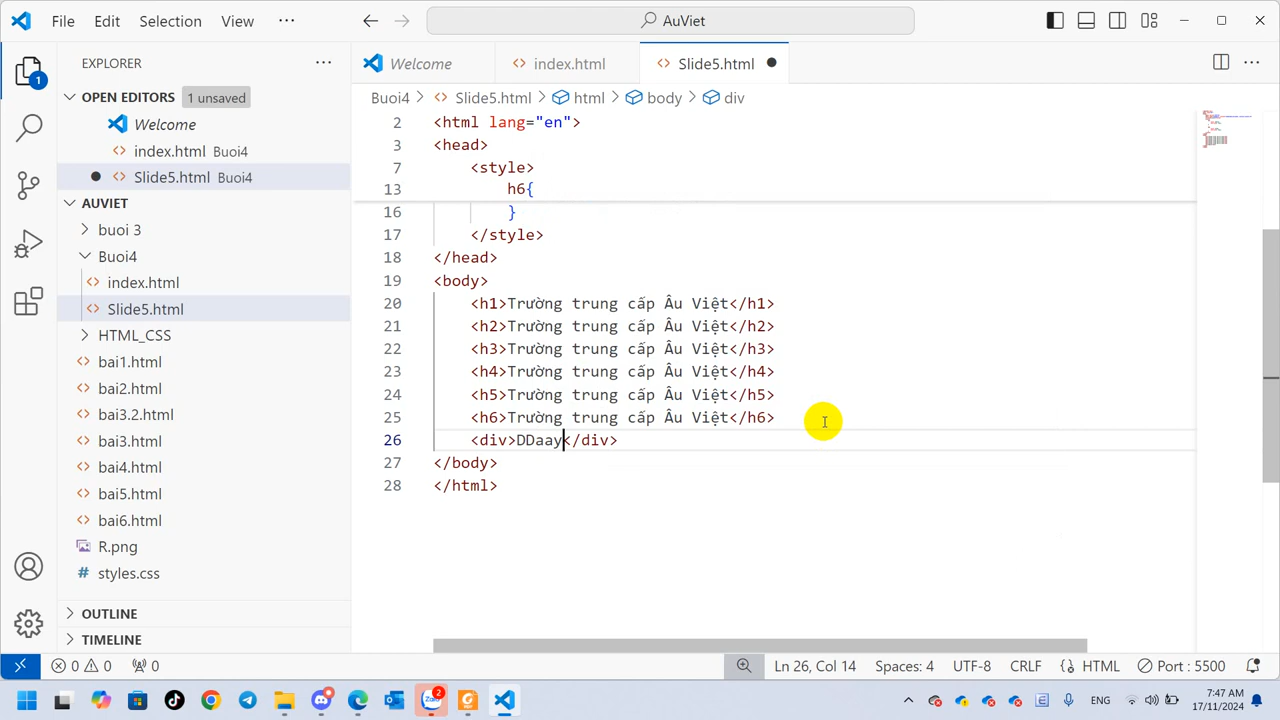 File Edit Selection View ··· AuViet
EXPLORER ···
Welcome index.html Slide5.html
OPEN EDITORS 1 unsaved
Buoi4 > Slide5.html > html > body > div
Welcome
index.html Buoi4
Slide5.html Buoi4
AUVIET
buoi 3
Buoi4
index.html
Slide5.html
HTML_CSS
bai1.html
bai2.html
bai3.2.html
bai3.html
bai4.html
bai5.html
bai6.html
R.png
# styles.css
OUTLINE
TIMELINE
1
2 <html lang="en">
3 <head>
7 <style>
13 h6{
16 }
17 </style>
18 </head>
19 <body>
20 <h1>Trường trung cấp Âu Việt</h1>
21 <h2>Trường trung cấp Âu Việt</h2>
22 <h3>Trường trung cấp Âu Việt</h3>
23 <h4>Trường trung cấp Âu Việt</h4>
24 <h5>Trường trung cấp Âu Việt</h5>
25 <h6>Trường trung cấp Âu Việt</h6>
26 <div>DDaay</div>
27 </body>
28 </html>
0 0 0 Ln 26, Col 14 Spaces: 4 UTF-8 CRLF HTML Port : 5500
Zalo 2 ENG 7:47 AM
17/11/2024